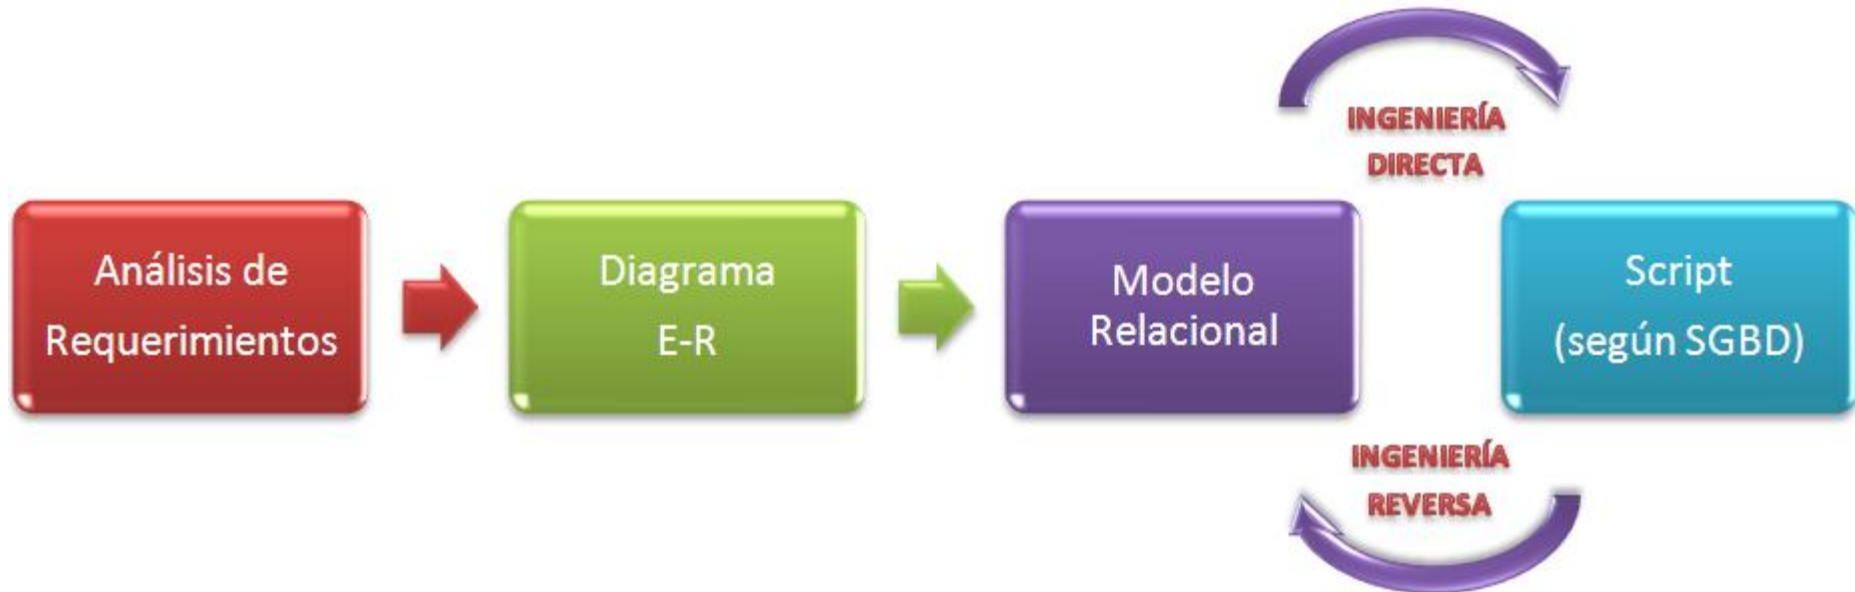 INGENIERÍA
DIRECTA
Análisis de
Requerimientos
Diagrama
E-R
Modelo
Relacional
Script
(según SGBD)
INGENIERÍA
REVERSA